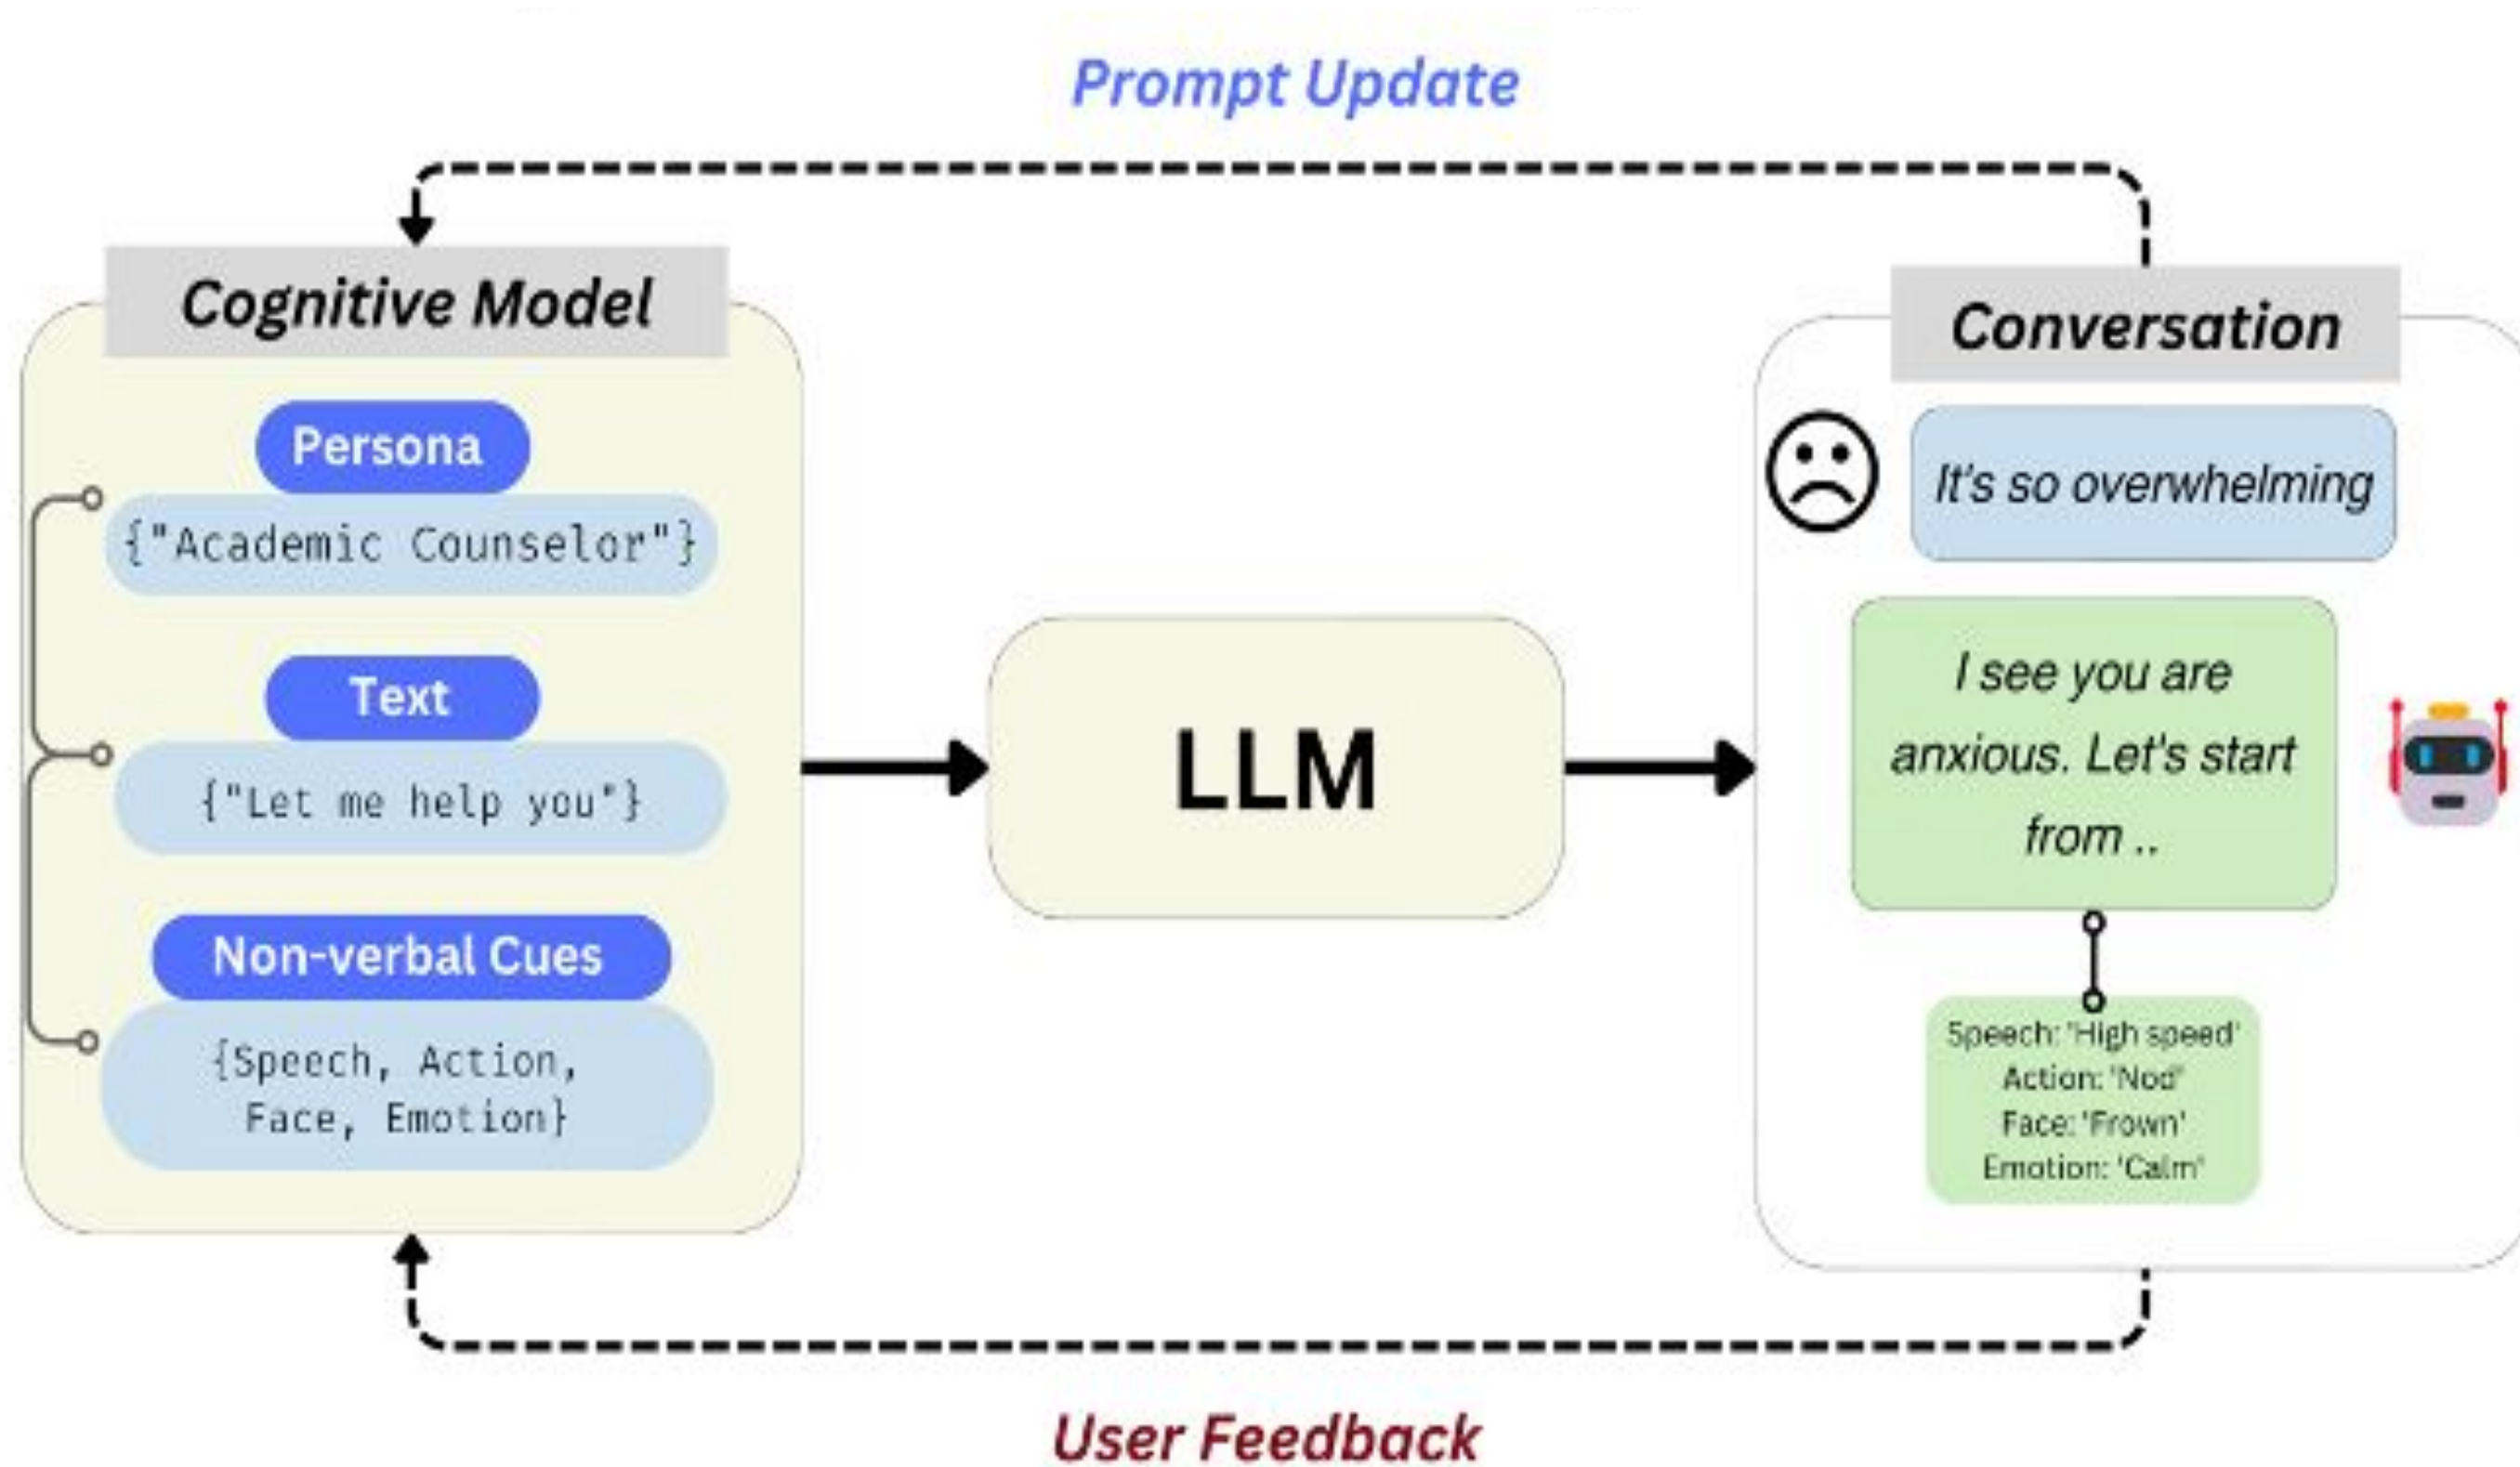 Prompt Update
Cognitive Model
Persona
{"Academic Counselor"}
Text
{"Let me help you"}
Non-verbal Cues
{Speech, Action,
Face, Emotion}
LLM
Conversation
It's so overwhelming
I see you are
anxious. Let's start
from ..
Speech: 'High speed'
Action: 'Nod'
Face: 'Frown'
Emotion: 'Calm'
User Feedback